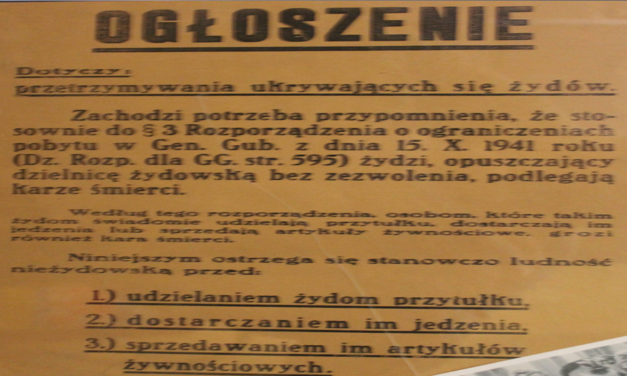 OGŁOSZENIE
Dotyczy:
przetrzymywania ukrywających się żydów.
Zachodzi potrzeba przypomnienia, że sto-
sownie do § 3 Rozporządzenia o ograniczeniach
pobytu w Gen. Gub. z dnia 15. X. 1941 roku
(Dz. Rozp. dla GG. str. 595) żydzi, opuszczający
dzielnicę żydowską bez zezwolenia, podlegają
karze śmierci.
Według tego rozporządzenia, osobom, które takim
żydom świadomie udzielają przytułku, dostarczają im
jedzenia lub sprzedają artykuły żywnościowe, grozi
również kara śmierci.
Niniejszym ostrzega się stanowczo ludność
nieżydowską przed:
1.) udzielaniem żydom przytułku,
2.) dostarczaniem im jedzenia,
3.) sprzedawaniem im artykułów
żywnościowych.